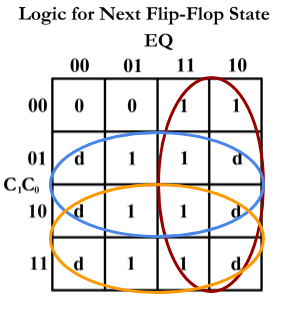 Logic for Next Flip-Flop State
EQ
00 01 11 10
00 0 0 1 1
01 d 1 1 d
C₁C₀
10 d 1 1 d
11 d 1 1 d